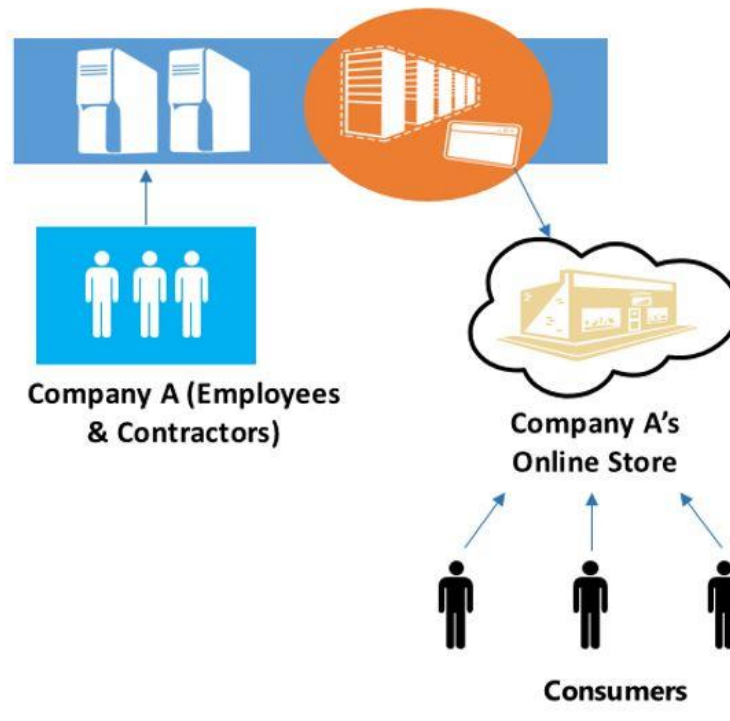 Company A (Employees
& Contractors)
Company A’s
Online Store
Consumers